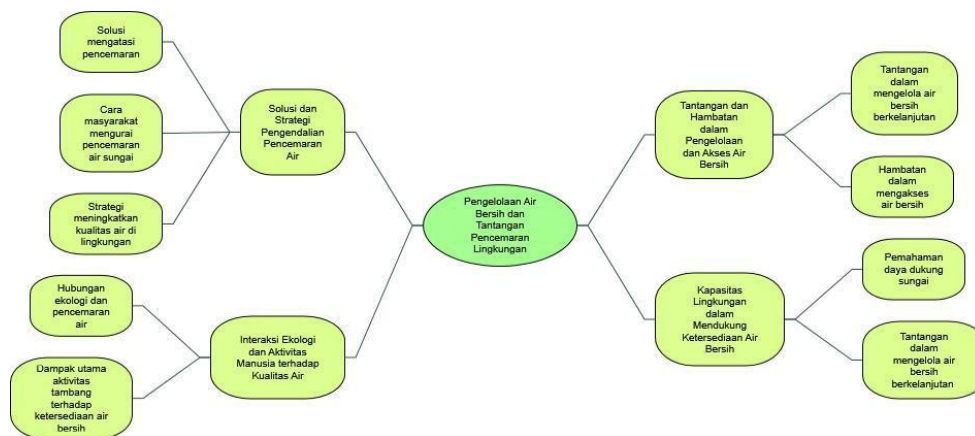 Solusi
mengatasi
pencemaran
Cara
masyarakat
mengurai
pencemaran
air sungai
Strategi
meningkatkan
kualitas air di
lingkungan
Solusi dan
Strategi
Pengendalian
Pencemaran
Air
Hubungan
ekologi dan
pencemaran
air
Dampak utama
aktivitas
tambang
terhadap
ketersediaan air
bersih
Interaksi Ekologi
dan Aktivitas
Manusia terhadap
Kualitas Air
Pengelolaan Air
Bersih dan
Tantangan
Pencemaran
Lingkungan
Tantangan dan
Hambatan
dalam
Pengelolaan
dan Akses Air
Bersih
Tantangan
dalam
mengelola air
bersih
berkelanjutan
Hambatan
dalam
mengakses
air bersih
Kapasitas
Lingkungan
dalam
Mendukung
Ketersediaan Air
Bersih
Pemahaman
daya dukung
sungai
Tantangan
dalam
mengelola air
bersih
berkelanjutan